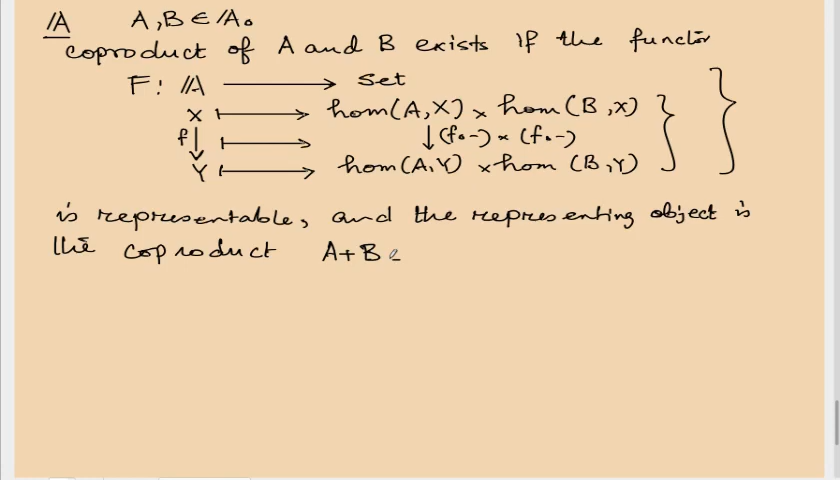 𝔸 A, B ∈ 𝔸₀
coproduct of A and B exists if the functor
F: 𝔸 ⟶ Set
X ⟼ hom(A,X) × hom(B,X)
f↓ ⟼ ↓(f∘-) × (f∘-)
Y ⟼ hom(A,Y) × hom(B,Y)
is representable, and the representing object is
the coproduct A+B